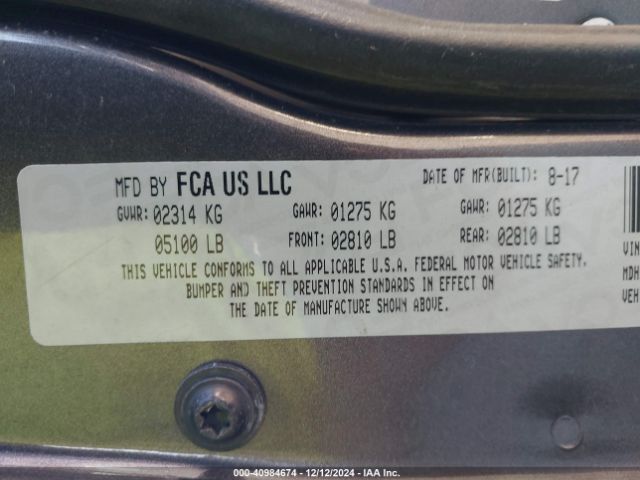 MFD BY FCA US LLC DATE OF MFR(BUILT): 8-17
GVWR: 02314 KG GAWR: 01275 KG GAWR: 01275 KG
05100 LB FRONT: 02810 LB REAR: 02810 LB
THIS VEHICLE CONFORMS TO ALL APPLICABLE U.S.A. FEDERAL MOTOR VEHICLE SAFETY,
BUMPER AND THEFT PREVENTION STANDARDS IN EFFECT ON
THE DATE OF MANUFACTURE SHOWN ABOVE.
VIN
MDH
VEH
000-40984674 - 12/12/2024 - IAA Inc.